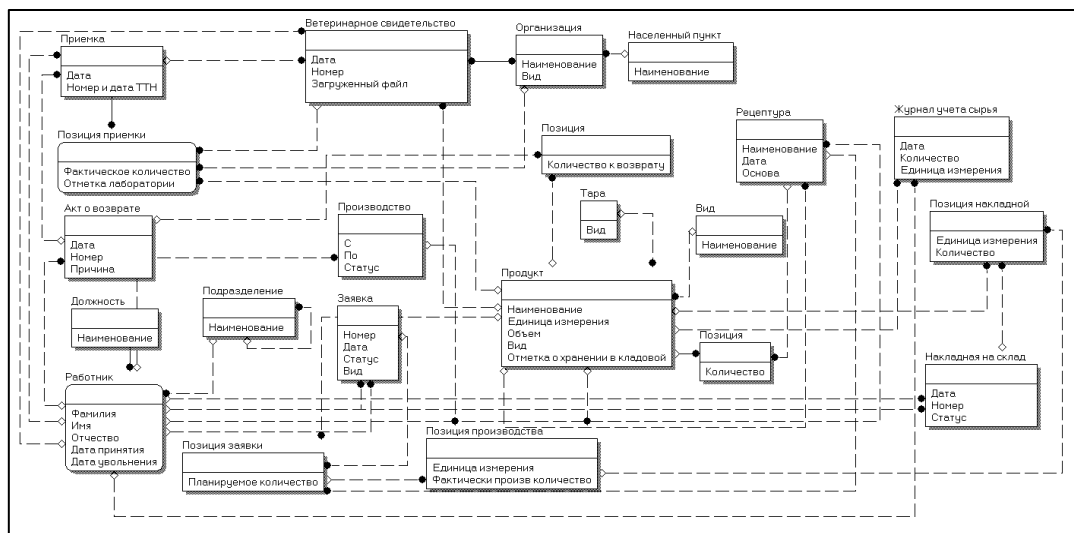 Ветеринарное свидетельство
Дата
Номер
Загруженный файл
Организация
Наименование
Вид
Населенный пункт
Наименование
Приемка
Дата
Номер и дата ТТН
Позиция приемки
Фактическое количество
Отметка лаборатории
Позиция
Количество к возврату
Рецептура
Наименование
Дата
Основа
Журнал учета сырья
Дата
Количество
Единица измерения
Акт о возврате
Дата
Номер
Причина
Производство
С
По
Статус
Тара
Вид
Вид
Наименование
Позиция накладной
Единица измерения
Количество
Должность
Наименование
Подразделение
Наименование
Заявка
Номер
Дата
Статус
Вид
Продукт
Наименование
Единица измерения
Объем
Вид
Отметка о хранении в кладовой
Позиция
Количество
Накладная на склад
Дата
Номер
Статус
Работник
Фамилия
Имя
Отчество
Дата принятия
Дата увольнения
Позиция заявки
Планируемое количество
Позиция производства
Единица измерения
Фактически произв количество